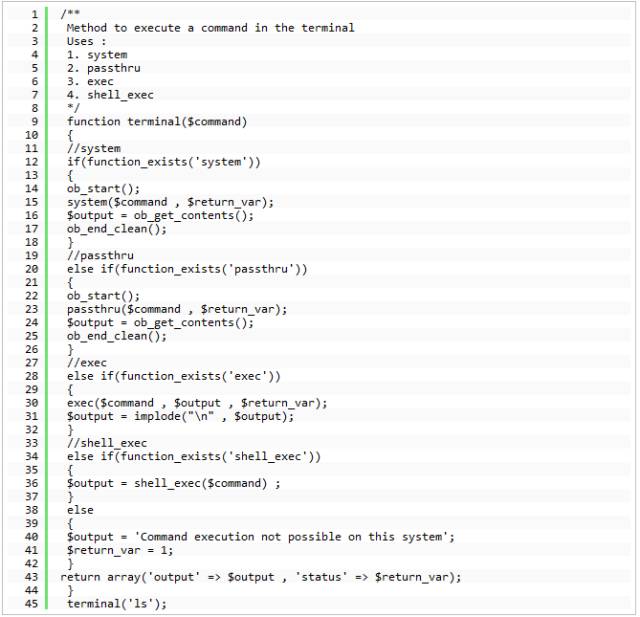 1 /**
2 Method to execute a command in the terminal
3 Uses :
4 1. system
5 2. passthru
6 3. exec
7 4. shell_exec
8 */
9 function terminal($command)
10 {
11 //system
12 if(function_exists('system'))
13 {
14 ob_start();
15 system($command , $return_var);
16 $output = ob_get_contents();
17 ob_end_clean();
18 }
19 //passthru
20 else if(function_exists('passthru'))
21 {
22 ob_start();
23 passthru($command , $return_var);
24 $output = ob_get_contents();
25 ob_end_clean();
26 }
27 //exec
28 else if(function_exists('exec'))
29 {
30 exec($command , $output , $return_var);
31 $output = implode("\n" , $output);
32 }
33 //shell_exec
34 else if(function_exists('shell_exec'))
35 {
36 $output = shell_exec($command) ;
37 }
38 else
39 {
40 $output = 'Command execution not possible on this system';
41 $return_var = 1;
42 }
43 return array('output' => $output , 'status' => $return_var);
44 }
45 terminal('ls');